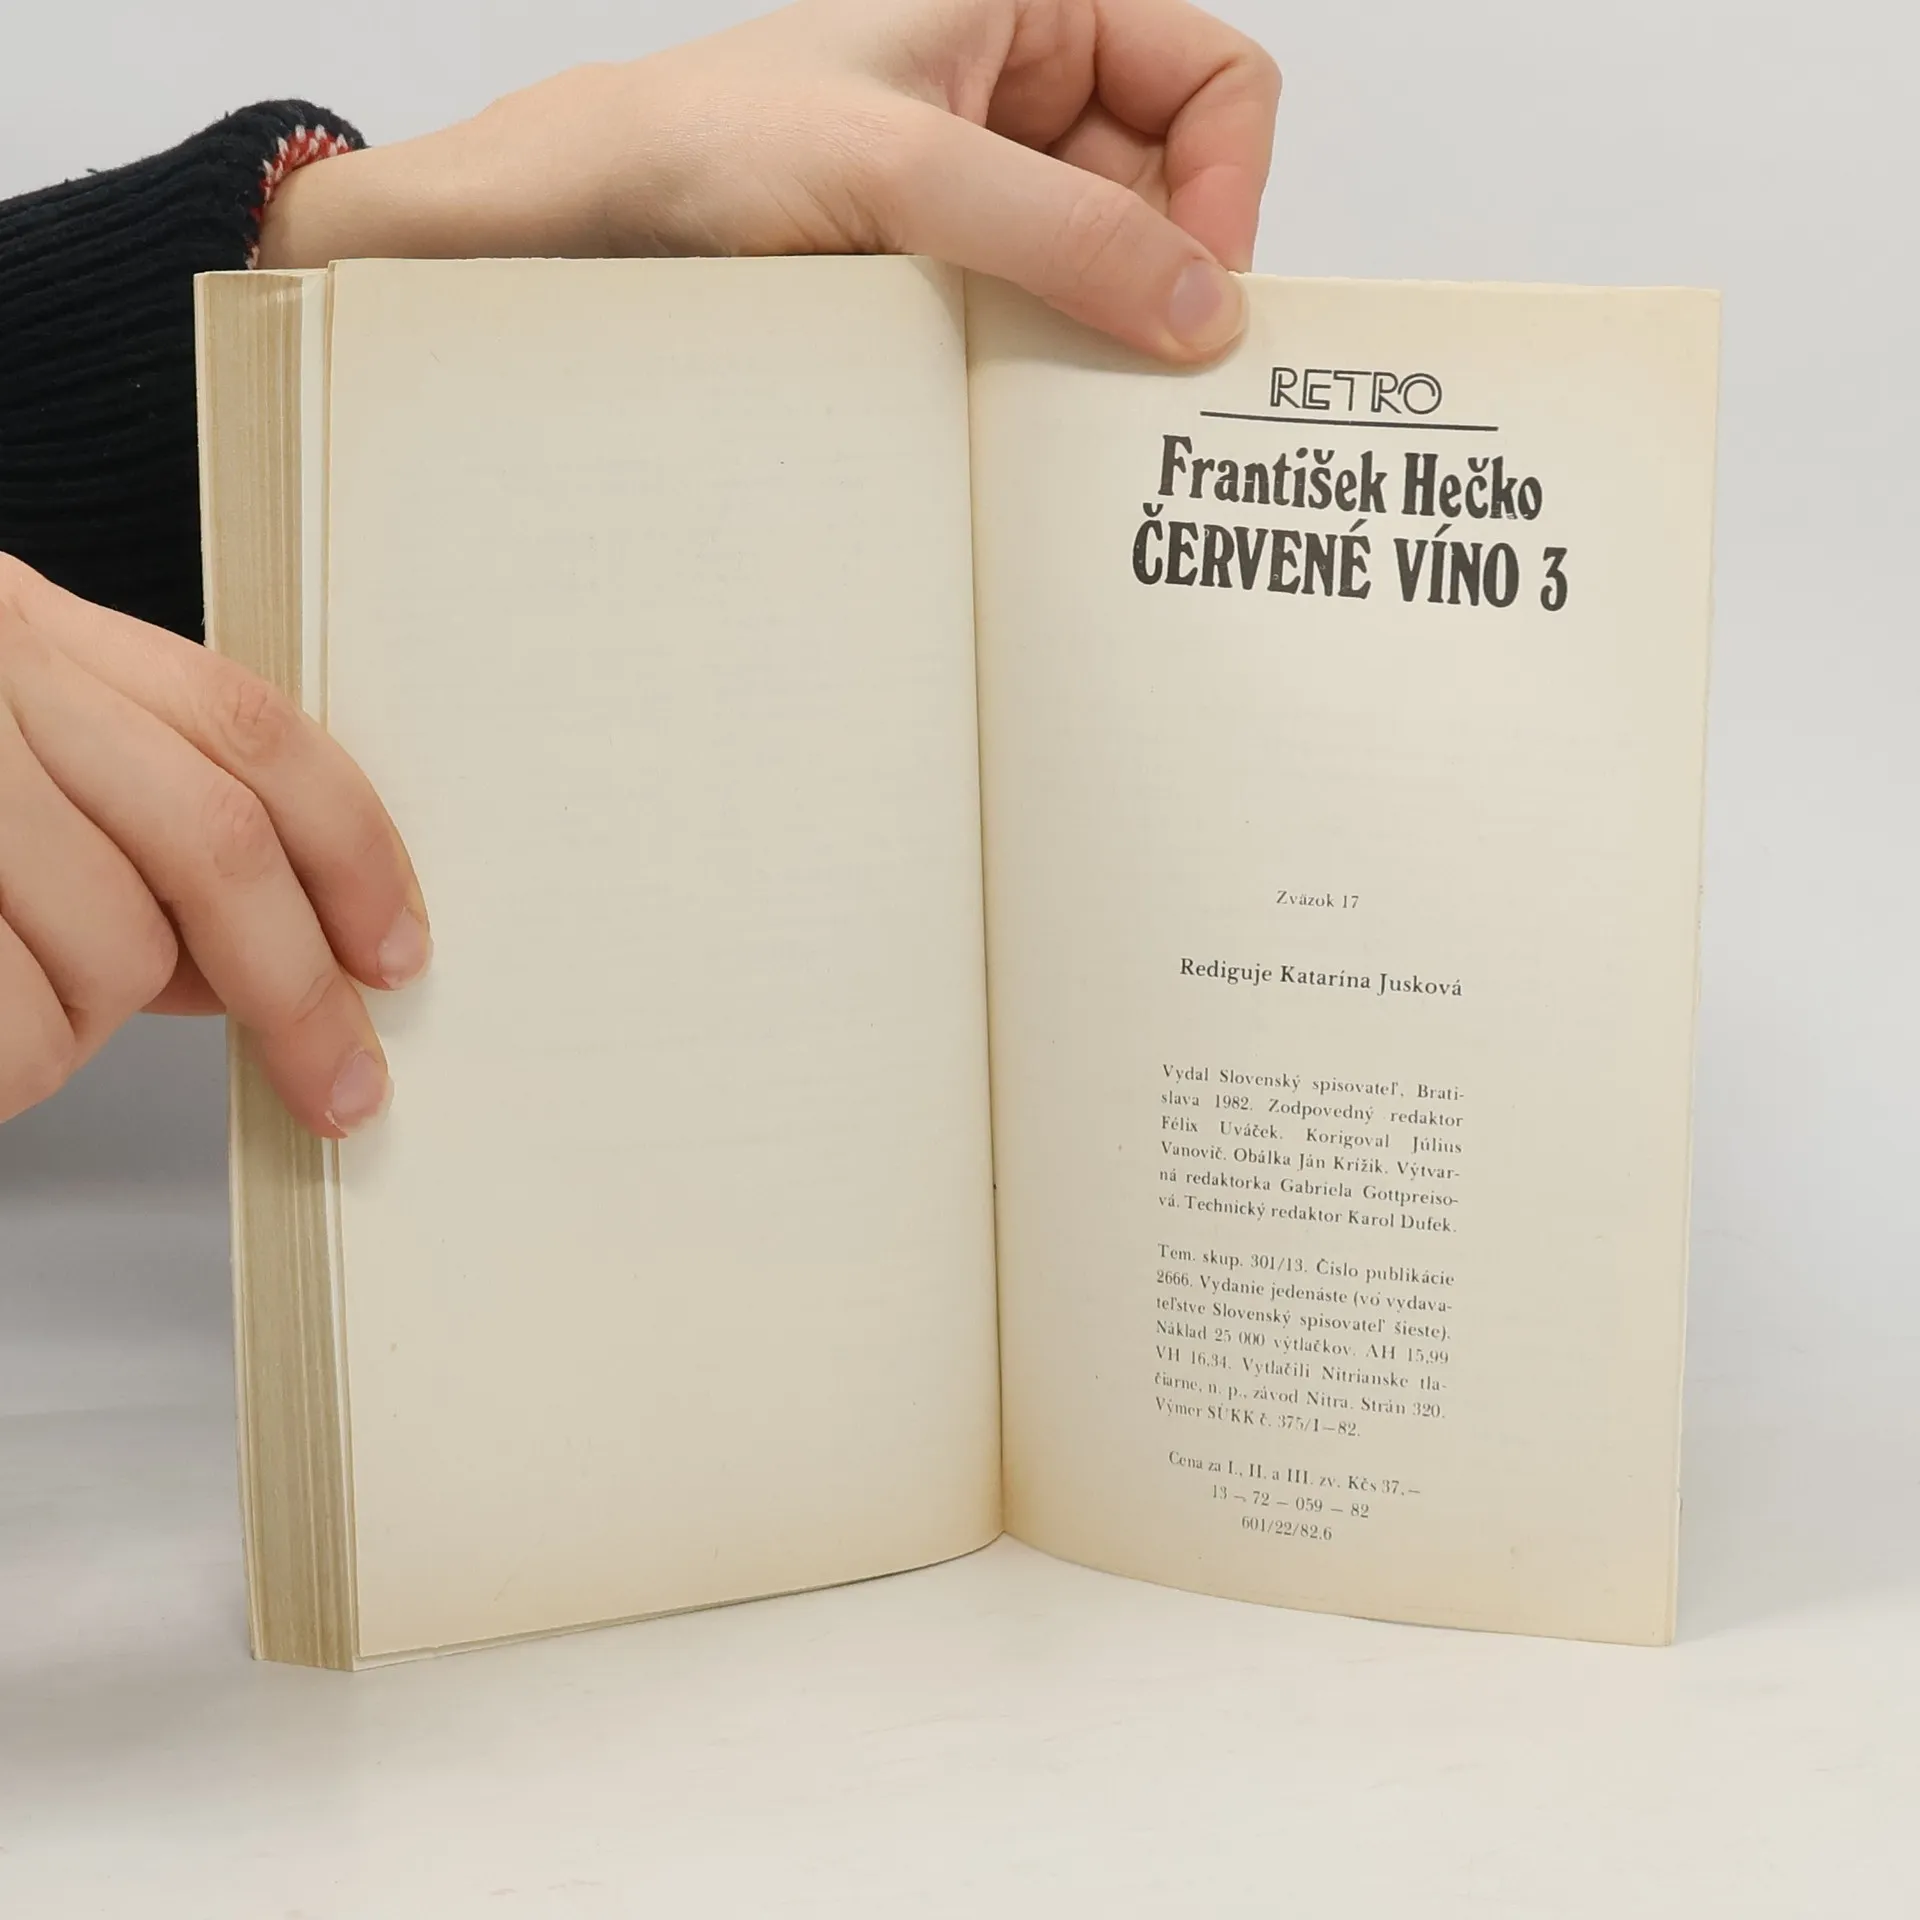 RETRO
František Hečko
ČERVENÉ VÍNO 3
Zväzok 17
Rediguje Katarína Jusková
Vydal Slovenský spisovateľ, Brati-
slava 1982. Zodpovedný redaktor
Félix Uváček. Korigoval Július
Vanovič. Obálka Ján Krížik. Výtvar-
ná redaktorka Gabriela Gottpreiso-
vá. Technický redaktor Karol Dufek.
Tem. skup. 301/13. Číslo publikácie
2666. Vydanie jedenáste (vo vydava-
teľstve Slovenský spisovateľ šieste).
Náklad 25 000 výtlačkov. AH 15,99
VH 16,34. Vytlačili Nitrianske tla-
čiarne, n. p., závod Nitra. Strán 320.
Výmer SÚKK č. 375/I—82.
Cena za I., II. a III. zv. Kčs 37,—
13 — 72 — 059 — 82
601/22/82.6